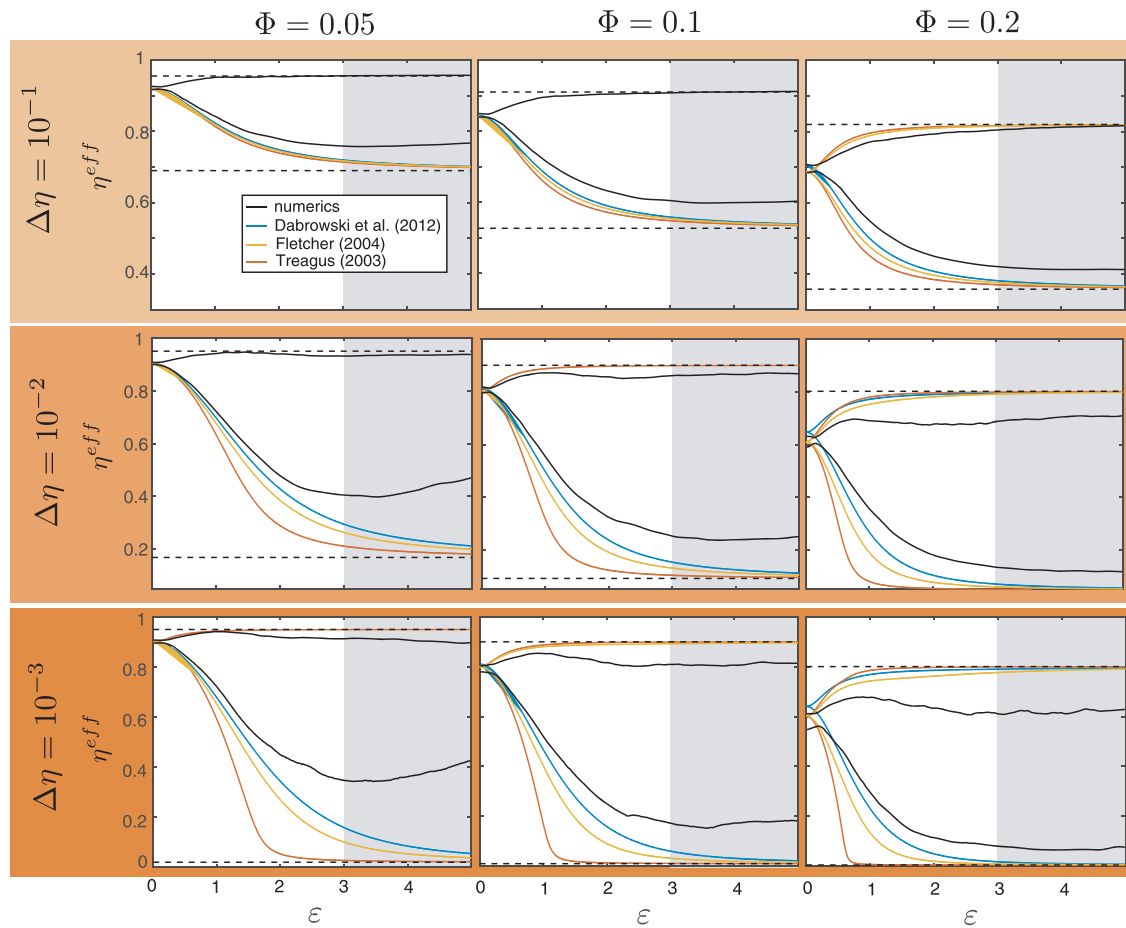 Φ = 0.05 Φ = 0.1 Φ = 0.2
Δη = 10⁻¹
η^{eff}
1
0.8
0.6
0.4
numerics
Dabrowski et al. (2012)
Fletcher (2004)
Treagus (2003)
Δη = 10⁻²
η^{eff}
1
0.8
0.6
0.4
0.2
Δη = 10⁻³
η^{eff}
1
0.8
0.6
0.4
0.2
0
0 1 2 3 4 0 1 2 3 4 0 1 2 3 4
ε ε ε